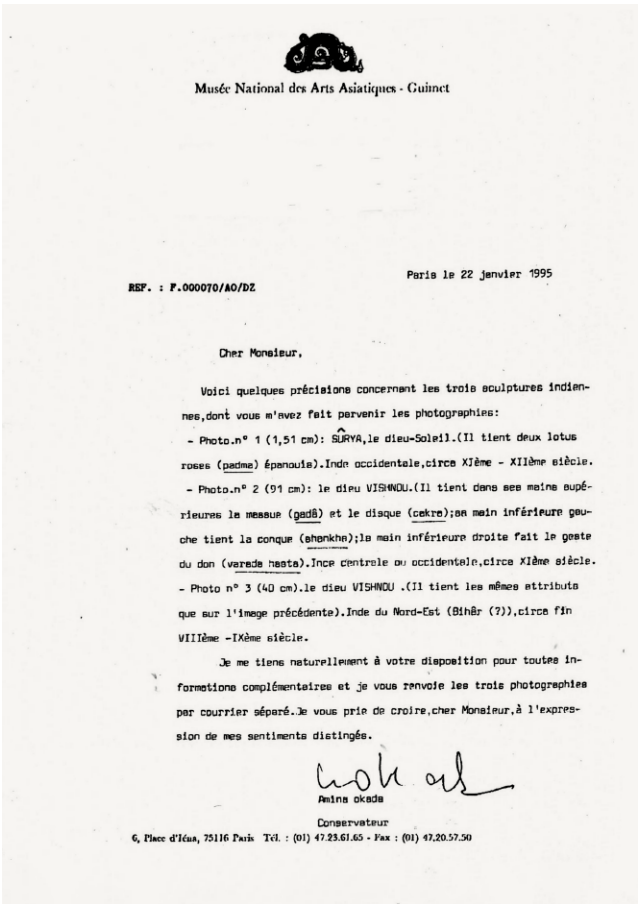 Musée National des Arts Asiatiques - Guimet
Paris le 22 janvier 1995
REF. : F.000070/AO/DZ
Cher Monsieur,
Voici quelques précisions concernant les trois sculptures indien-
nes,dont vous m'avez fait parvenir les photographies:
- Photo.n° 1 (1,51 cm): SÛRYA,le dieu-Soleil.(Il tient deux lotus
roses (padma) épanouis).Inde occidentale,circa XIème - XIIème siècle.
- Photo.n° 2 (91 cm): le dieu VISHNOU.(Il tient dans ses mains supé-
rieures la massue (gadâ) et le disque (cakra);sa main inférieure gau-
che tient la conque (shankha);la main inférieure droite fait le geste
du don (varada hasta).Ince centrale ou occidentale,circa XIème siècle.
- Photo n° 3 (40 cm).le dieu VISHNOU .(Il tient les mêmes attributs
que sur l'image précédente).Inde du Nord-Est (Bihâr (?)),circa fin
VIIIème -IXème siècle.
Je me tiens naturellement à votre disposition pour toutes in-
formations complémentaires et je vous renvoie les trois photographies
par courrier séparé.Je vous prie de croire,cher Monsieur,à l'expres-
sion de mes sentiments distingés.
Amina okada
Conservateur
6, Place d'Iéna, 75116 Paris Tél. : (01) 47.23.61.65 - Fax : (01) 47.20.57.50